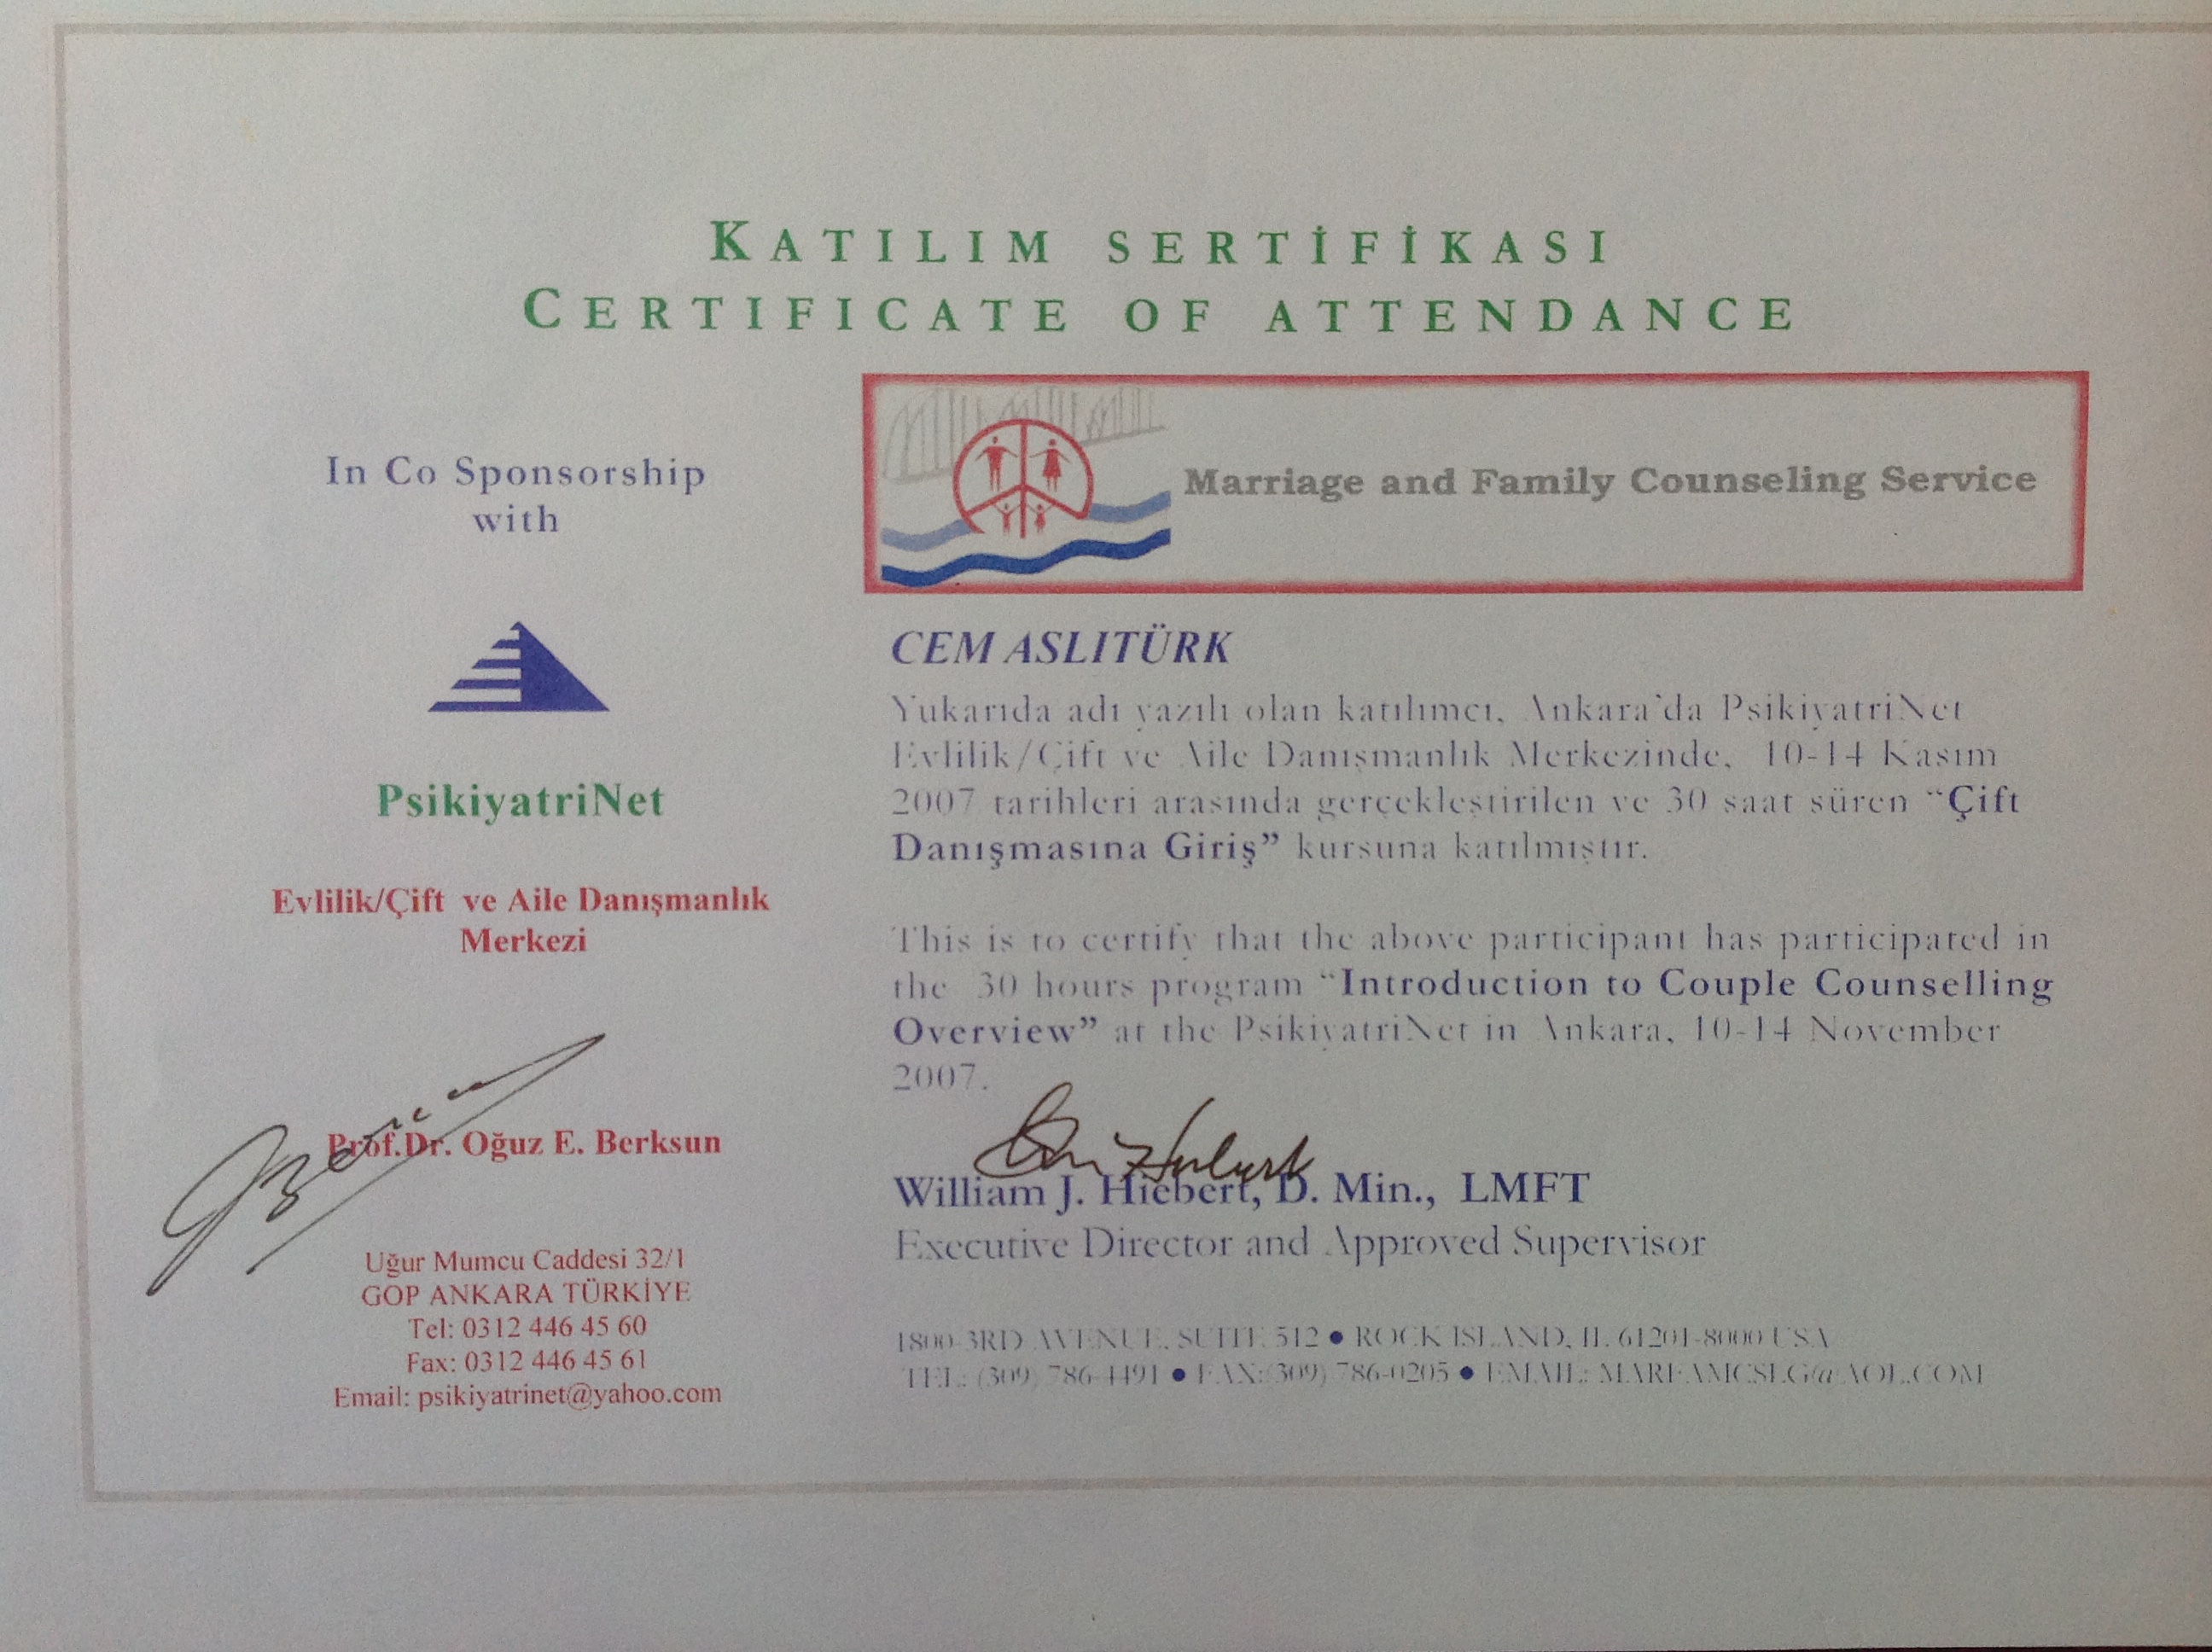 KATILIM SERTİFİKASI
CERTIFICATE OF ATTENDANCE
In Co Sponsorship
with
PsikiyatriNet
Evlilik/Çift ve Aile Danışmanlık
Merkezi
Prof.Dr. Oğuz E. Berksun
Uğur Mumcu Caddesi 32/1
GOP ANKARA TÜRKİYE
Tel: 0312 446 45 60
Fax: 0312 446 45 61
Email: psikiyatrinet@yahoo.com
Marriage and Family Counseling Service
CEM ASLITÜRK
Yukarıda adı yazılı olan katılımcı, Ankara'da PsikiyatriNet
Evlilik/Çift ve Aile Danışmanlık Merkezinde, 10-14 Kasım
2007 tarihleri arasında gerçekleştirilen ve 30 saat süren “Çift
Danışmasına Giriş” kursuna katılmıştır.
This is to certify that the above participant has participated in
the 30 hours program “Introduction to Couple Counselling
Overview” at the PsikiyatriNet in Ankara, 10-14 November
2007.
William J. Hiebert, D. Min., LMFT
Executive Director and Approved Supervisor
1800-3RD AVENUE, SUITE 512 ● ROCK ISLAND, IL 61201-8000 USA
TEL: (309) 786-4491 ● FAX:(309) 786-0205 ● EMAIL: MARFAMCSLG@AOL.COM